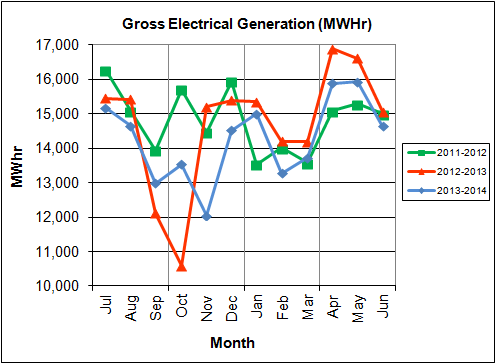 Gross Electrical Generation (MWHr)
17,000
16,000
15,000
14,000
13,000
12,000
11,000
10,000
MWhr
Jul
Aug
Sep
Oct
Nov
Dec
Jan
Feb
Mar
Apr
May
Jun
Month
2011-2012
2012-2013
2013-2014